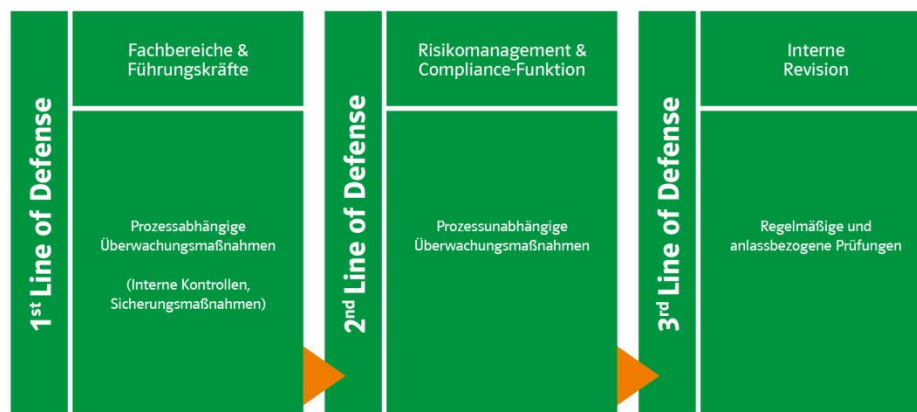 1st Line of Defense
Fachbereiche &
Führungskräfte
Prozessabhängige
Überwachungsmaßnahmen
(Interne Kontrollen,
Sicherungsmaßnahmen)
2nd Line of Defense
Risikomanagement &
Compliance-Funktion
Prozessunabhängige
Überwachungsmaßnahmen
3rd Line of Defense
Interne
Revision
Regelmäßige und
anlassbezogene Prüfungen